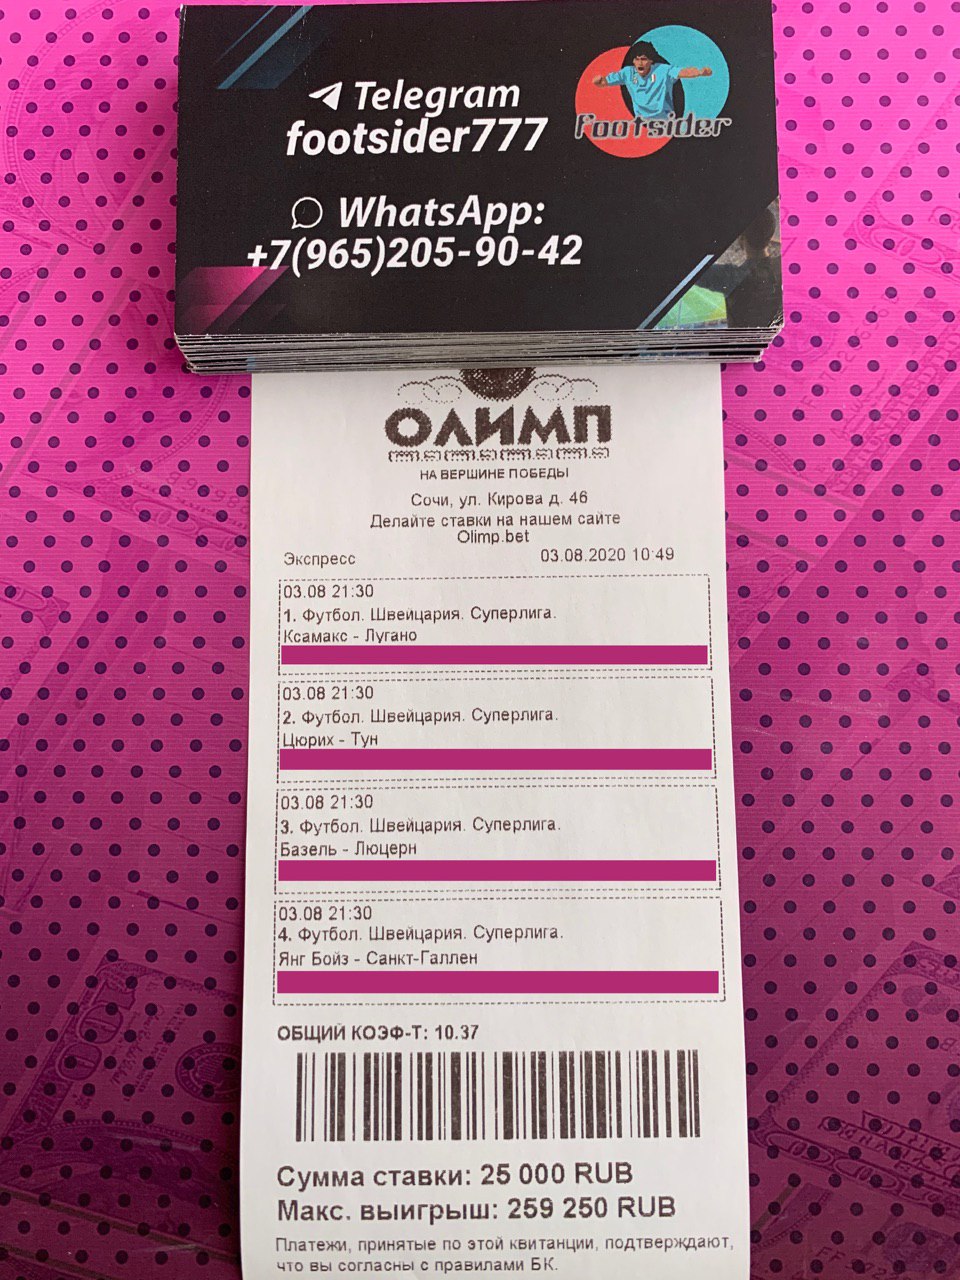 Telegram
footsider777
footsider
WhatsApp:
+7(965)205-90-42
ОЛИМП
НА ВЕРШИНЕ ПОБЕДЫ
Сочи, ул. Кирова д. 46
Делайте ставки на нашем сайте
Olimp.bet
Экспресс 03.08.2020 10:49
03.08 21:30
1. Футбол. Швейцария. Суперлига.
Ксамакс - Лугано
03.08 21:30
2. Футбол. Швейцария. Суперлига.
Цюрих - Тун
03.08 21:30
3. Футбол. Швейцария. Суперлига.
Базель - Люцерн
03.08 21:30
4. Футбол. Швейцария. Суперлига.
Янг Бойз - Санкт-Галлен
ОБЩИЙ КОЭФ-Т: 10.37
Сумма ставки: 25 000 RUB
Макс. выигрыш: 259 250 RUB
Платежи, принятые по этой квитанции, подтверждают,
что вы согласны с правилами БК.